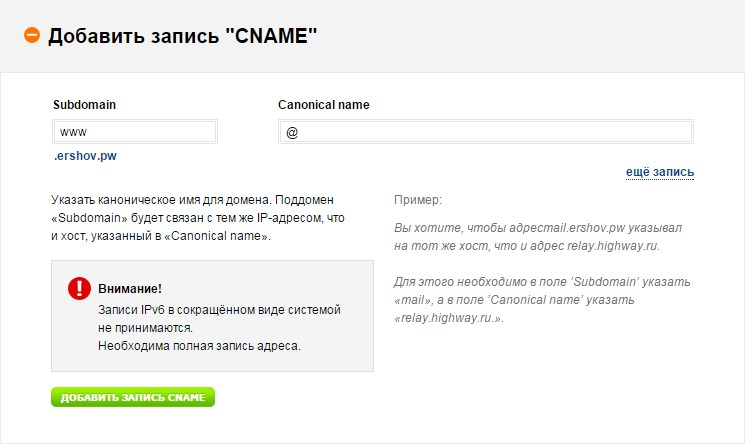 Добавить запись "CNAME"
Subdomain
Canonical name
www
@
.ershov.pw
ещё запись
Указать каноническое имя для домена. Поддомен
«Subdomain» будет связан с тем же IP-адресом, что
и хост, указанный в «Canonical name».
Внимание!
Записи IPv6 в сокращённом виде системой
не принимаются.
Необходима полная запись адреса.
ДОБАВИТЬ ЗАПИСЬ CNAME
Пример:
Вы хотите, чтобы адресmail.ershov.pw указывал
на тот же хост, что и адрес relay.highway.ru.
Для этого необходимо в поле 'Subdomain' указать
«mail», а в поле 'Canonical name' указать
«relay.highway.ru.».